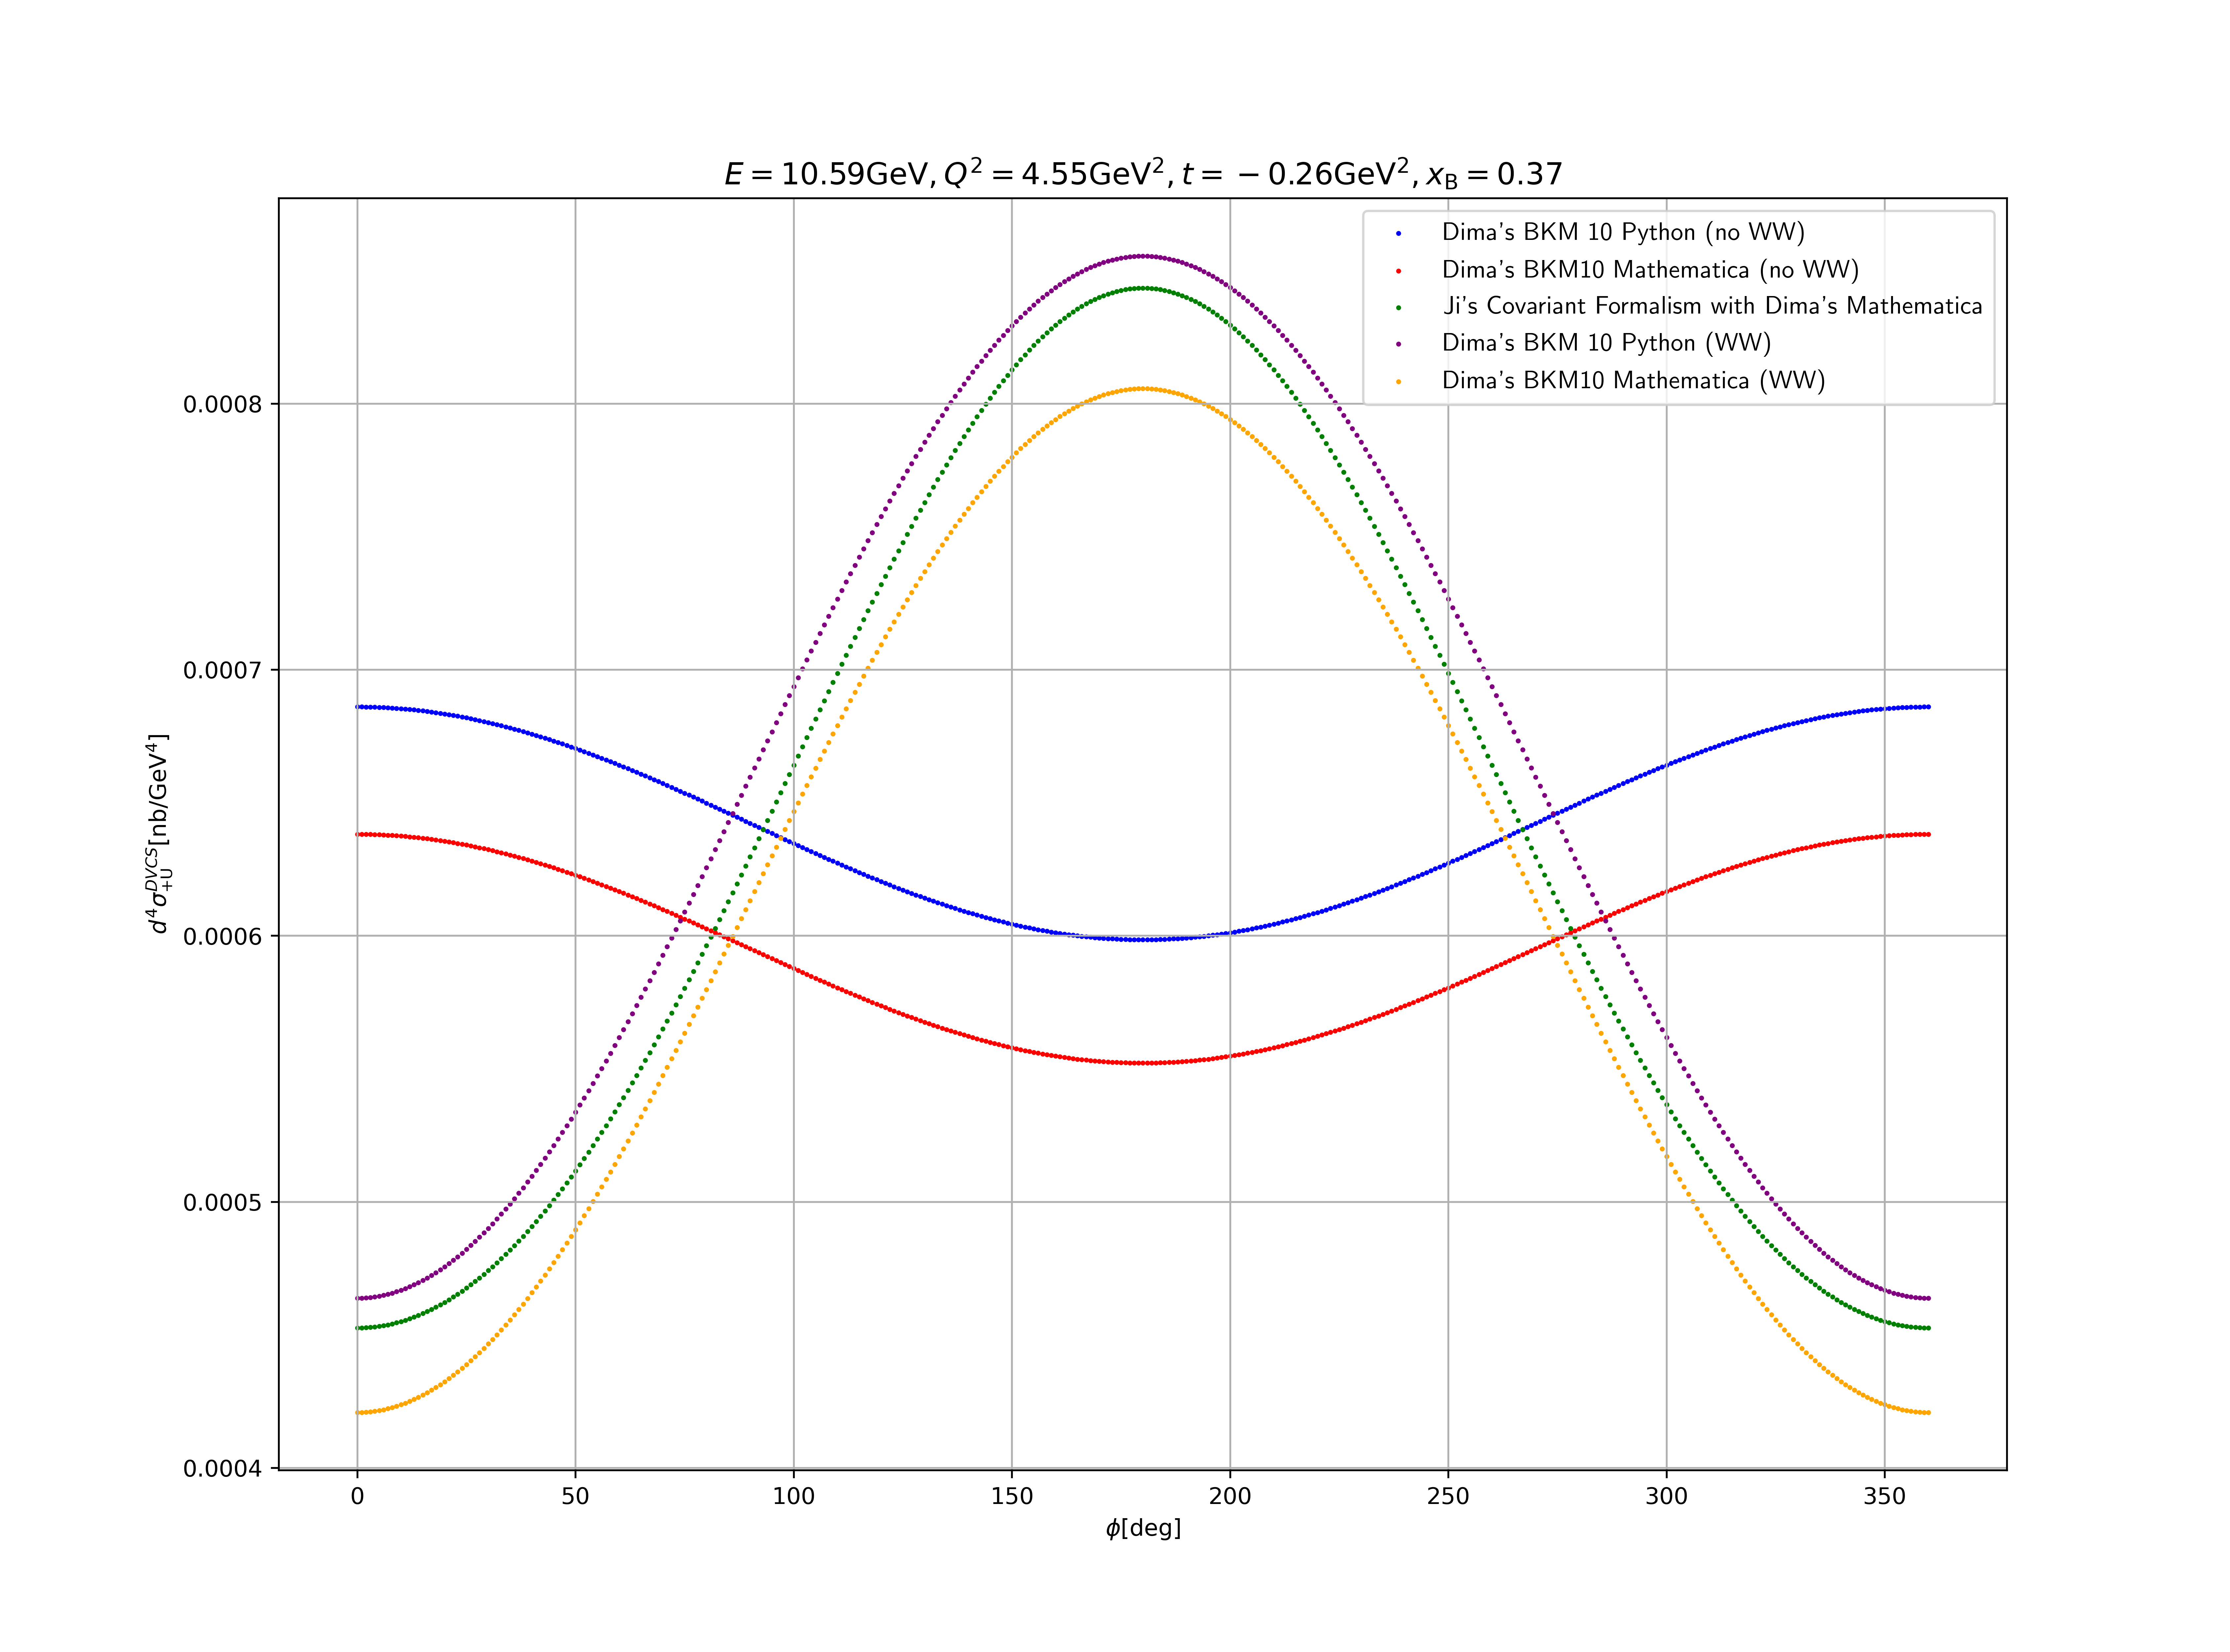 E = 10.59GeV, Q² = 4.55GeV², t = −0.26GeV², x_B = 0.37
Dima's BKM 10 Python (no WW)
Dima's BKM10 Mathematica (no WW)
Ji's Covariant Formalism with Dima's Mathematica
Dima's BKM 10 Python (WW)
Dima's BKM10 Mathematica (WW)
0.0008
0.0007
0.0006
0.0005
0.0004
d⁴σ^{DVCS}_{+U}[nb/GeV⁴]
0 50 100 150 200 250 300 350
ϕ[deg]